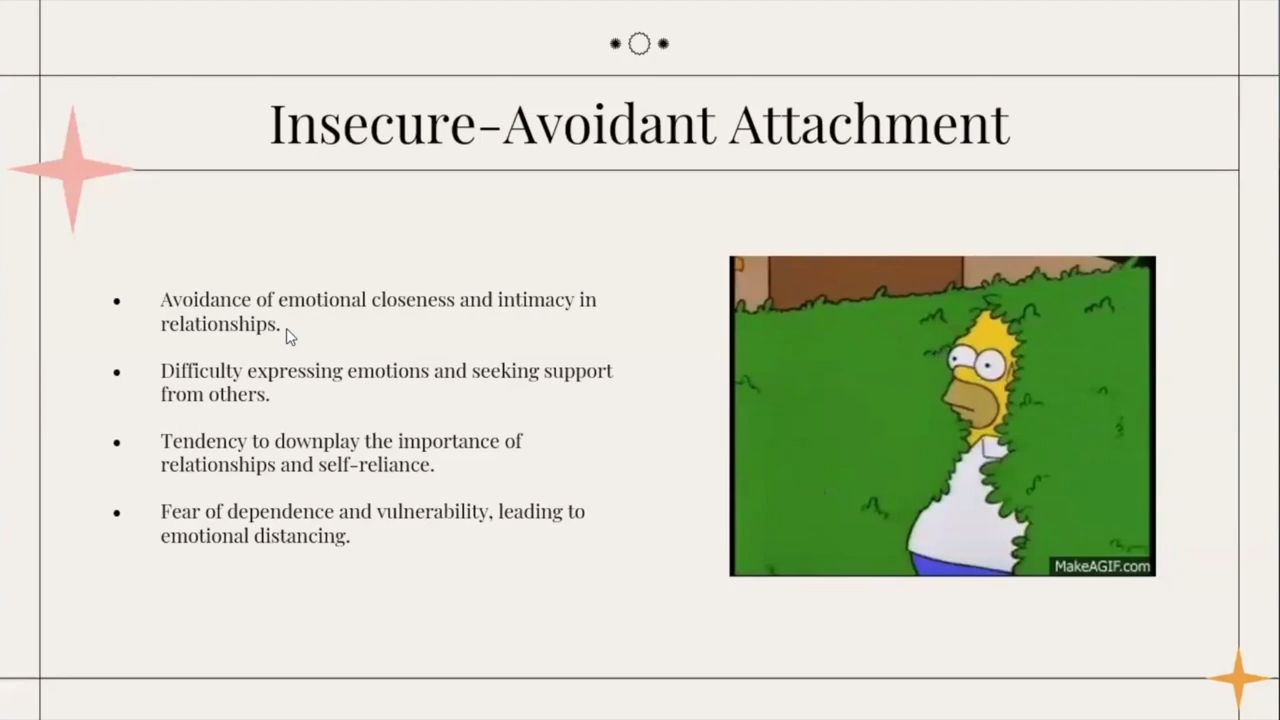 Insecure-Avoidant Attachment
• Avoidance of emotional closeness and intimacy in
relationships.
• Difficulty expressing emotions and seeking support
from others.
• Tendency to downplay the importance of
relationships and self-reliance.
• Fear of dependence and vulnerability, leading to
emotional distancing.
MakeAGIF.com